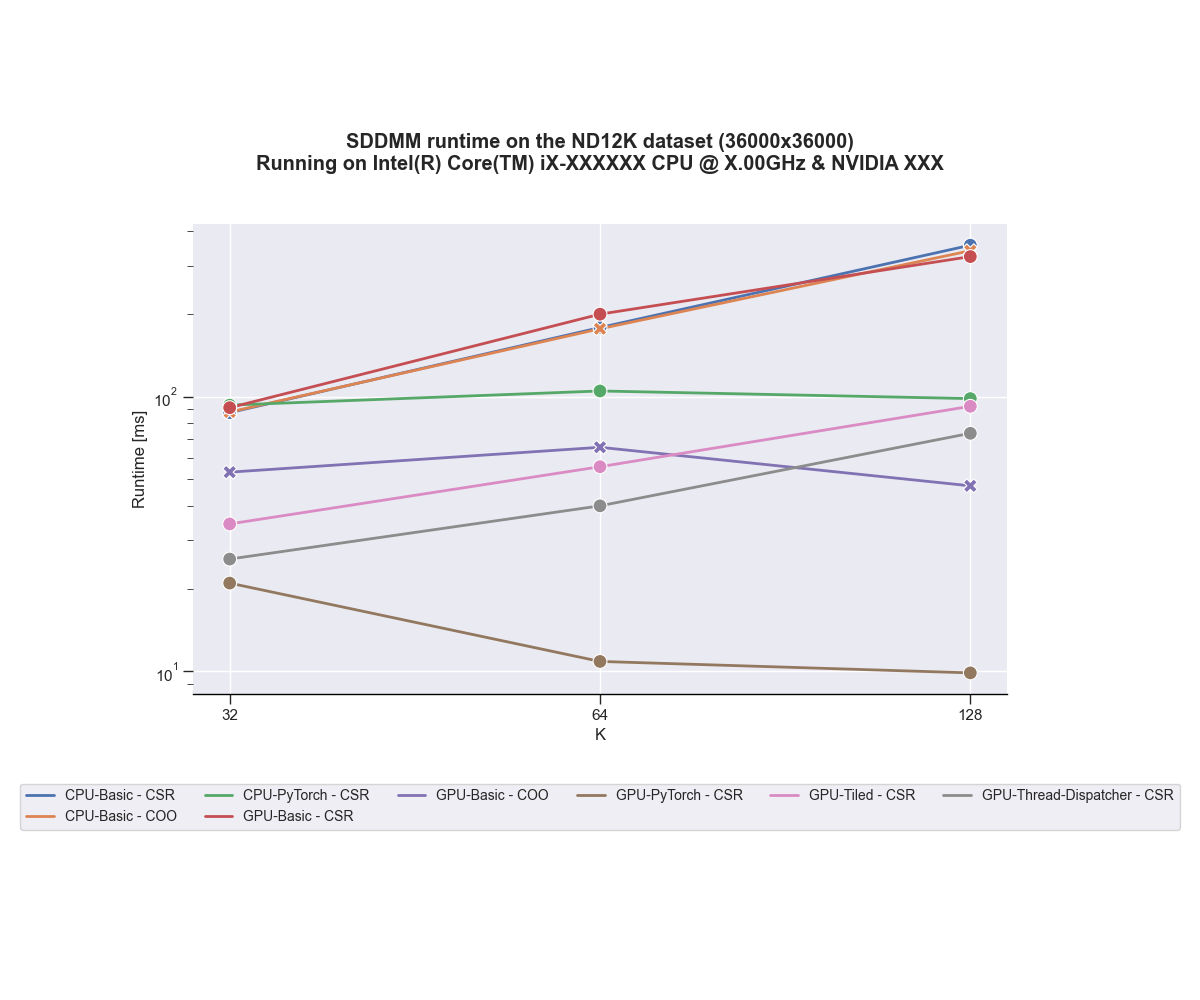 SDDMM runtime on the ND12K dataset (36000x36000)
Running on Intel(R) Core(TM) iX-XXXXXX CPU @ X.00GHz & NVIDIA XXX
Runtime [ms]
10^2
10^1
32 64 128
K
CPU-Basic - CSR CPU-PyTorch - CSR GPU-Basic - COO GPU-PyTorch - CSR GPU-Tiled - CSR GPU-Thread-Dispatcher - CSR
CPU-Basic - COO GPU-Basic - CSR